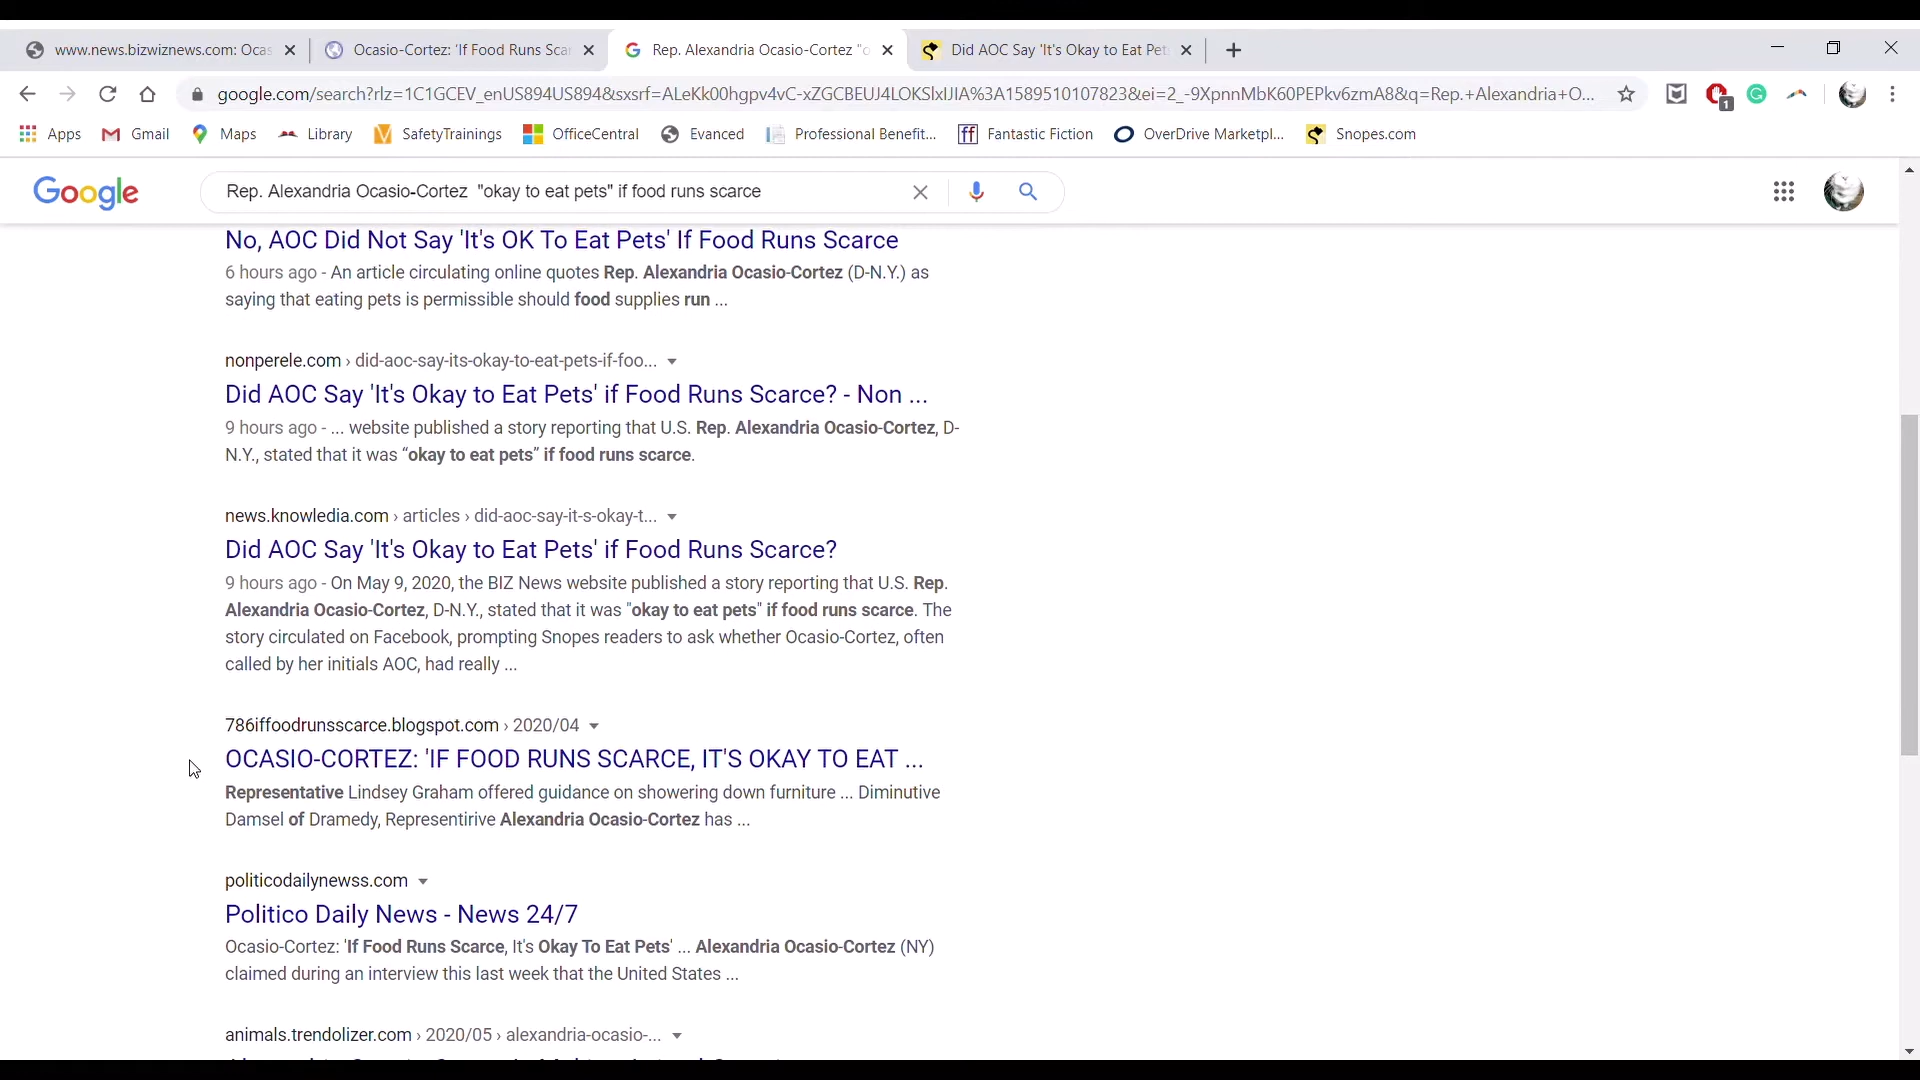 www.news.bizwiznews.com: Ocas
Ocasio-Cortez: 'If Food Runs Scar
Rep. Alexandria Ocasio-Cortez "o
Did AOC Say 'It's Okay to Eat Pet
google.com/search?rlz=1C1GCEV_enUS894US894&sxsrf=ALeKk00hgpv4vC-xZGCBEUJ4LOKSlxIJIA%3A1589510107823&ei=2_-9XpnnMbK60PEPkv6zmA8&q=Rep.+Alexandria+O...
1
Apps
Gmail
Maps
Library
SafetyTrainings
OfficeCentral
Evanced
Professional Benefit...
Fantastic Fiction
OverDrive Marketpl...
Snopes.com
Google
Rep. Alexandria Ocasio-Cortez "okay to eat pets" if food runs scarce
No, AOC Did Not Say 'It's OK To Eat Pets' If Food Runs Scarce
6 hours ago - An article circulating online quotes Rep. Alexandria Ocasio-Cortez (D-N.Y.) as
saying that eating pets is permissible should food supplies run ...
nonperele.com › did-aoc-say-its-okay-to-eat-pets-if-foo...
Did AOC Say 'It's Okay to Eat Pets' if Food Runs Scarce? - Non ...
9 hours ago - ... website published a story reporting that U.S. Rep. Alexandria Ocasio-Cortez, D-
N.Y., stated that it was “okay to eat pets” if food runs scarce.
news.knowledia.com › articles › did-aoc-say-it-s-okay-t...
Did AOC Say 'It's Okay to Eat Pets' if Food Runs Scarce?
9 hours ago - On May 9, 2020, the BIZ News website published a story reporting that U.S. Rep.
Alexandria Ocasio-Cortez, D-N.Y., stated that it was "okay to eat pets" if food runs scarce. The
story circulated on Facebook, prompting Snopes readers to ask whether Ocasio-Cortez, often
called by her initials AOC, had really ...
786iffoodrunsscarce.blogspot.com › 2020/04
OCASIO-CORTEZ: 'IF FOOD RUNS SCARCE, IT'S OKAY TO EAT ...
Representative Lindsey Graham offered guidance on showering down furniture ... Diminutive
Damsel of Dramedy, Representirive Alexandria Ocasio-Cortez has ...
politicodailynewss.com
Politico Daily News - News 24/7
Ocasio-Cortez: 'If Food Runs Scarce, It's Okay To Eat Pets' ... Alexandria Ocasio-Cortez (NY)
claimed during an interview this last week that the United States ...
animals.trendolizer.com › 2020/05 › alexandria-ocasio-...